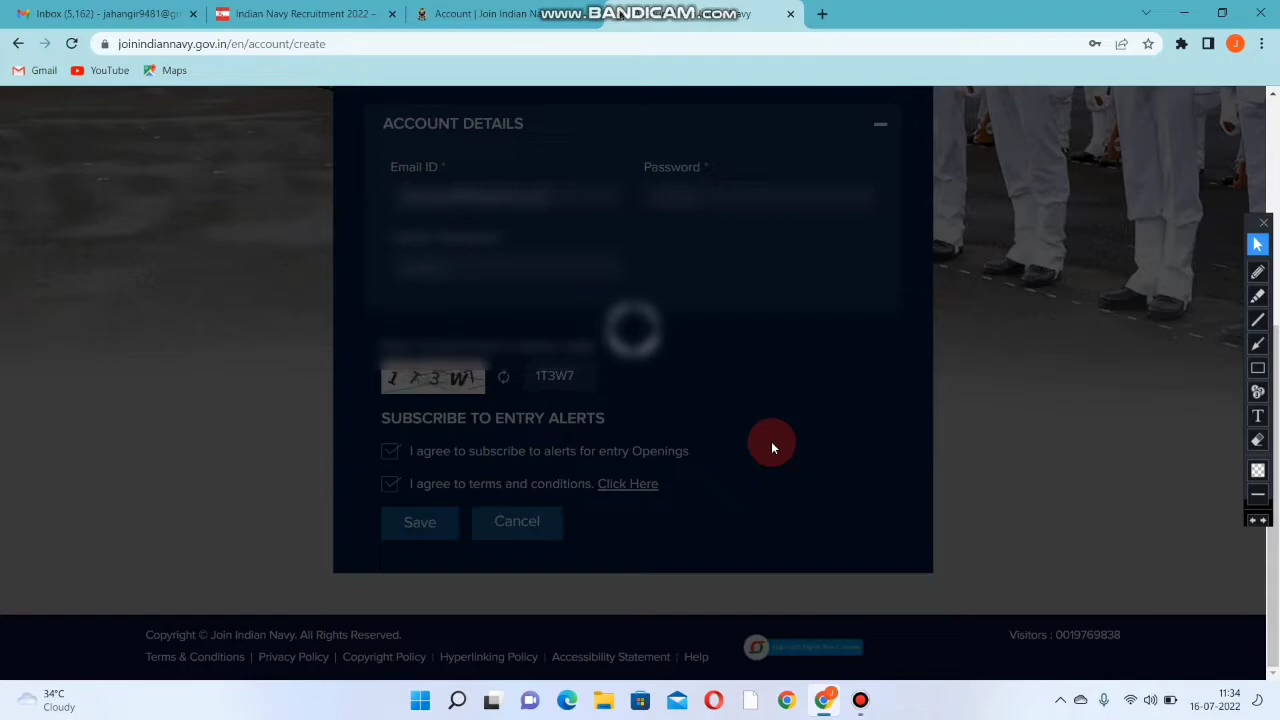 Inbox (5,162) - jahangir9481@g
Indian Navy Recruitment 2022 -
Account | Join Indian Na
www.BANDICAM.com
joinindiannavy.gov.in/en/account/create
J
Gmail
YouTube
Maps
ACCOUNT DETAILS
Email ID *
Password *
1T3W7
1T3W7
SUBSCRIBE TO ENTRY ALERTS
I agree to subscribe to alerts for entry Openings
I agree to terms and conditions. Click Here
Save
Cancel
Copyright © Join Indian Navy. All Rights Reserved.
Visitors : 0019769838
Terms & Conditions | Privacy Policy | Copyright Policy | Hyperlinking Policy | Accessibility Statement | Help
34°C
Cloudy
11:34
16-07-2022